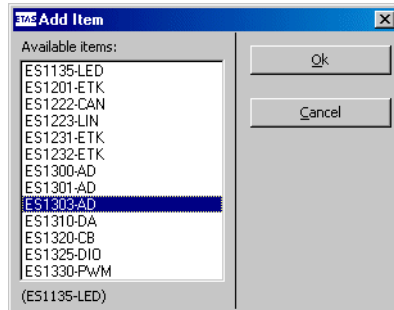 ETAS Add Item
Available items:
ES1135-LED
ES1201-ETK
ES1222-CAN
ES1223-LIN
ES1231-ETK
ES1232-ETK
ES1300-AD
ES1301-AD
ES1303-AD
ES1310-DA
ES1320-CB
ES1325-DIO
ES1330-PWM
(ES1135-LED)
Ok
Cancel